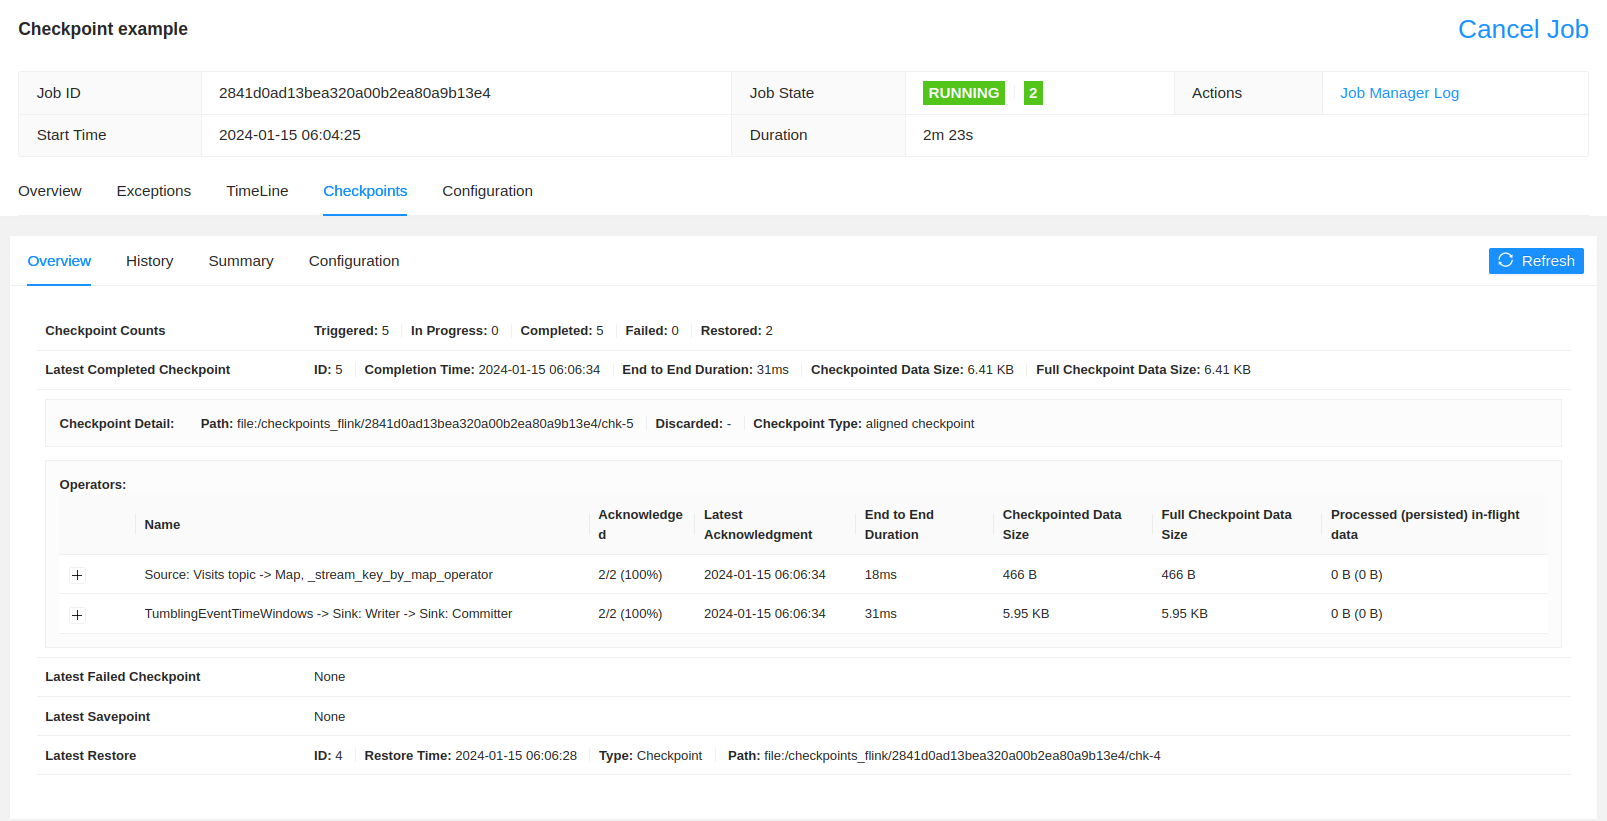 Checkpoint example
Cancel Job
Job ID 2841d0ad13bea320a00b2ea80a9b13e4 Job State RUNNING 2 Actions Job Manager Log
Start Time 2024-01-15 06:04:25 Duration 2m 23s
Overview Exceptions TimeLine Checkpoints Configuration
Overview History Summary Configuration Refresh
Checkpoint Counts Triggered: 5 In Progress: 0 Completed: 5 Failed: 0 Restored: 2
Latest Completed Checkpoint ID: 5 Completion Time: 2024-01-15 06:06:34 End to End Duration: 31ms Checkpointed Data Size: 6.41 KB Full Checkpoint Data Size: 6.41 KB
Checkpoint Detail: Path: file:/checkpoints_flink/2841d0ad13bea320a00b2ea80a9b13e4/chk-5 Discarded: - Checkpoint Type: aligned checkpoint
Operators:
Name
Acknowledge
d
Latest
Acknowledgment
End to End
Duration
Checkpointed Data
Size
Full Checkpoint Data
Size
Processed (persisted) in-flight
data
Source: Visits topic -> Map, _stream_key_by_map_operator 2/2 (100%) 2024-01-15 06:06:34 18ms 466 B 466 B 0 B (0 B)
TumblingEventTimeWindows -> Sink: Writer -> Sink: Committer 2/2 (100%) 2024-01-15 06:06:34 31ms 5.95 KB 5.95 KB 0 B (0 B)
Latest Failed Checkpoint None
Latest Savepoint None
Latest Restore ID: 4 Restore Time: 2024-01-15 06:06:28 Type: Checkpoint Path: file:/checkpoints_flink/2841d0ad13bea320a00b2ea80a9b13e4/chk-4